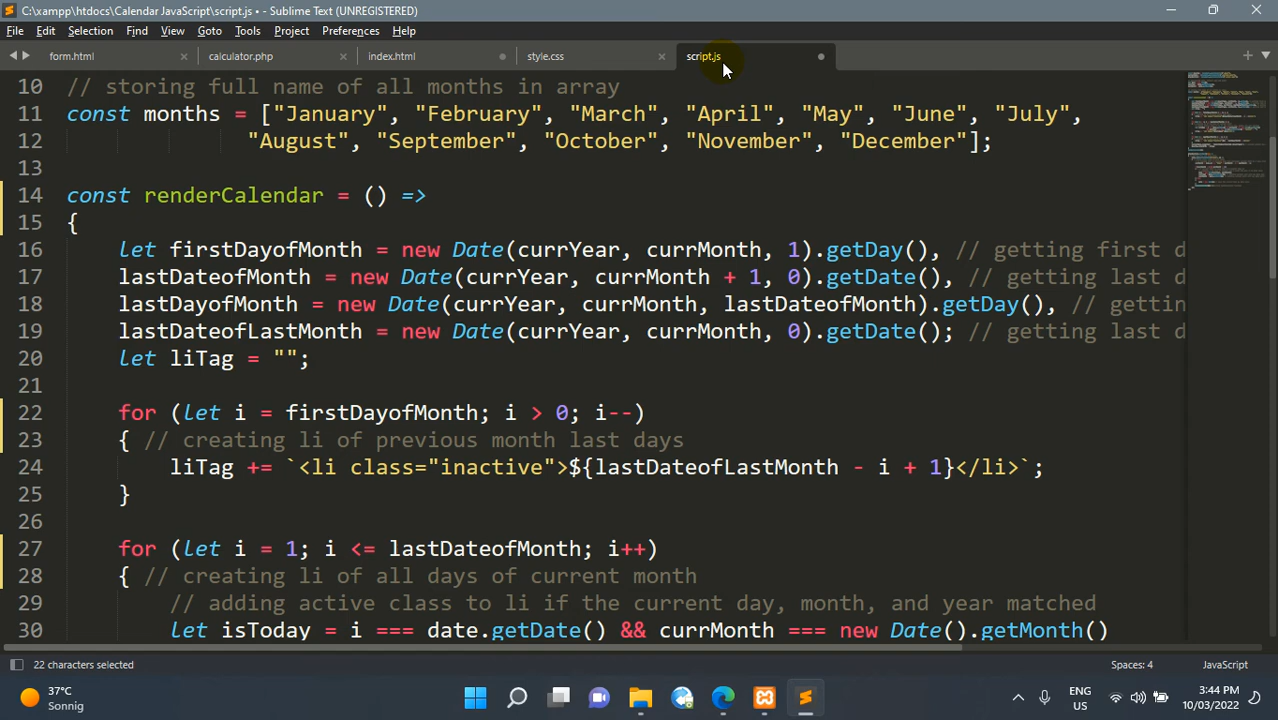 C:\xampp\htdocs\Calendar JavaScript\script.js • - Sublime Text (UNREGISTERED)
File Edit Selection Find View Goto Tools Project Preferences Help
form.html calculator.php index.html style.css script.js
10 // storing full name of all months in array
11 const months = ["January", "February", "March", "April", "May", "June", "July",
12 "August", "September", "October", "November", "December"];
13
14 const renderCalendar = () =>
15 {
16 let firstDayofMonth = new Date(currYear, currMonth, 1).getDay(), // getting first d
17 lastDateofMonth = new Date(currYear, currMonth + 1, 0).getDate(), // getting last d
18 lastDayofMonth = new Date(currYear, currMonth, lastDateofMonth).getDay(), // gettin
19 lastDateofLastMonth = new Date(currYear, currMonth, 0).getDate(); // getting last d
20 let liTag = "";
21
22 for (let i = firstDayofMonth; i > 0; i--)
23 { // creating li of previous month last days
24 liTag += `<li class="inactive">${lastDateofLastMonth - i + 1}</li>`;
25 }
26
27 for (let i = 1; i <= lastDateofMonth; i++)
28 { // creating li of all days of current month
29 // adding active class to li if the current day, month, and year matched
30 let isToday = i === date.getDate() && currMonth === new Date().getMonth()
22 characters selected Spaces: 4 JavaScript
37°C
Sonnig
ENG
US
3:44 PM
10/03/2022